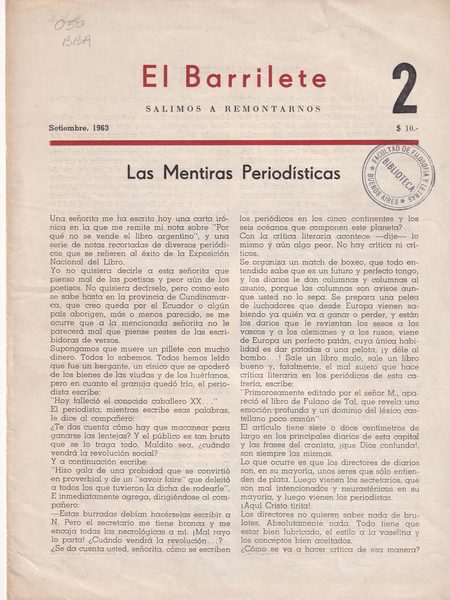 056
BBA
El Barrilete
2
SALIMOS A REMONTARNOS
Setiembre, 1963
$ 10.-
FACULTAD DE FILOSOFIA Y LETRAS
BIBLIOTECA
BUENOS AIRES
Las Mentiras Periodísticas
Una señorita me ha escrito hoy una carta iró-
nica en la que me remite mi nota sobre "Por
qué no se vende el libro argentino", y una
serie de notas recortadas de diversos periódi-
cos que se refieren al éxito de la Exposición
Nacional del Libro.
Yo no quisiera decirle a esta señorita que
pienso mal de las poetisas y peor aún de los
poetisos. No quisiera decírselo, pero como esto
se sabe hasta en la provincia de Cundinamar-
ca, que creo queda por el Ecuador o algún
país aborigen, más o menos parecido, se me
ocurre que a la mencionada señorita no le
parecerá mal que piense pestes de las escri-
bidoras de versos.
Supongamos que muere un pillete con mucho
dinero. Todos lo sabemos. Todos hemos leído
que fue un bergante, un cínico que se apoderó
de los bienes de las viudas y de los huérfanos,
pero en cuanto el granuja quedó frío, el perio-
dista escribe:
"Hoy falleció el conocido caballero XX..."
El periodista, mientras escribe esas palabras,
le dice al compañero:
¿Te das cuenta cómo hay que macanear para
ganarse las lentejas? Y el público es tan bruto
que se lo traga todo. Maldito sea, ¿cuándo
vendrá la revolución social?
Y a continuación escribe:
"Hizo gala de una probidad que se convirtió
en proverbial y de un "savoir faire" que deleitó
a todos los que tuvieron la dicha de rodearle".
E inmediatamente agrega, dirigiéndose al com-
pañero:
—Estas burradas debían hacérselas escribir a
N. Pero el secretario me tiene bronca y me
encaja todas las necrológicas a mí. ¡Mal rayo
lo parta! ¿Cuándo vendrá la revolución...?
¿Se da cuenta usted, señorita, cómo se escriben
los periódicos en los cinco continentes y los
seis océanos que componen este planeta?
Con la crítica literaria acontece —dije— lo
mismo y aún algo peor. No hay crítica ni crí-
ticos.
Se organiza un match de boxeo, que todo en-
tendido sabe que es un futuro y perfecto tongo,
y los diarios le dan columnas y columnas al
asunto, porque las columnas son avisos aun-
que usted no lo sepa. Se prepara una pelea
de luchadores que desde Europa vienen sa-
biendo ya quién va a ganar o perder, y están
los diarios que le revientan los sesos a los
vascos y a los alemanes y a los rusos; viene
de Europa un perfecto patán, cuya única habi-
lidad es dar patadas a una pelota, ¡y déle el
bombo...! Sale un libro malo, sale un libro
bueno y, fatalmente, el mal sujeto que hace
crítica literaria en los periódicos de esta ca-
trería, escribe:
"Primorosamente editado por el señor M., apa-
reció el libro de Fulano de Tal, que revela una
emoción profunda y un dominio del léxico cas-
tellano poco común".
El artículo tiene siete o doce centímetros de
largo en los principales diarios de esta capital
y las frases del cronista, ¡que Dios confunda!,
son siempre las mismas.
Lo que ocurre es que los directores de diarios
son, en su mayoría, unos seres que sólo entien-
den de plata. Luego vienen los secretarios, que
son mal intencionados y neurasténicos en su
mayoría, y luego vienen los periodistas.
¡Aquí Cristo tirita!
Los directores no quieren saber nada de de-
brutos. Absolutamente nada. Todo tiene que
estar bien lubricado, el estilo a la vaselina y
los conceptos bien aceitados.
¿Cómo se va a hacer crítica de esa manera?